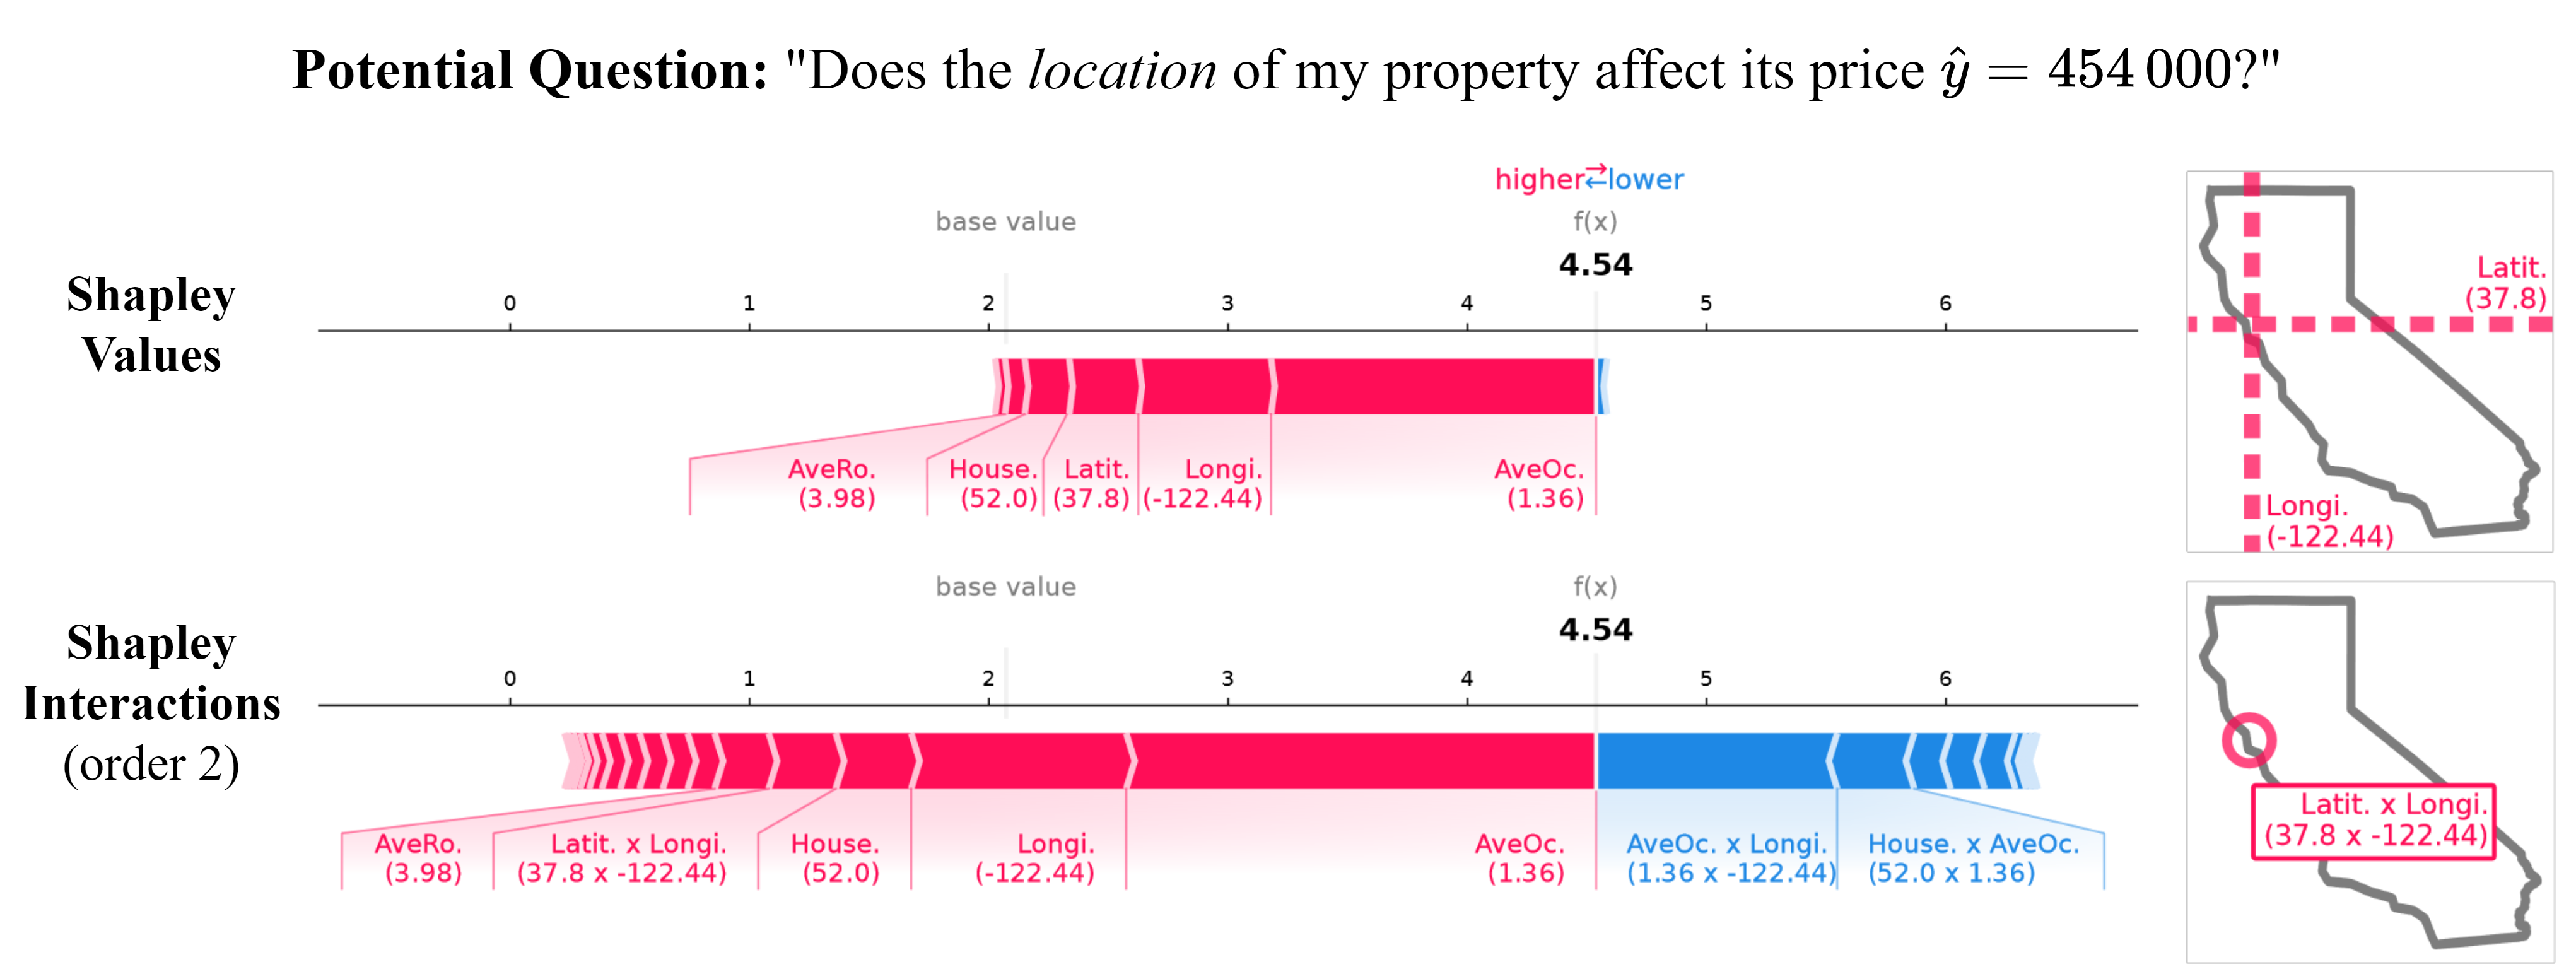 Potential Question: "Does the location of my property affect its price ŷ = 454 000?"
higher⇄lower
base value f(x)
4.54
Shapley
Values
0 1 2 3 4 5 6
AveRo. House. Latit. Longi. AveOc.
(3.98) (52.0) (37.8) (-122.44) (1.36)
Latit.
(37.8)
Longi.
(-122.44)
base value f(x)
4.54
Shapley
Interactions
(order 2)
0 1 2 3 4 5 6
AveRo. Latit. x Longi. House. Longi. AveOc. AveOc. x Longi. House. x AveOc.
(3.98) (37.8 x -122.44) (52.0) (-122.44) (1.36) (1.36 x -122.44) (52.0 x 1.36)
Latit. x Longi.
(37.8 x -122.44)